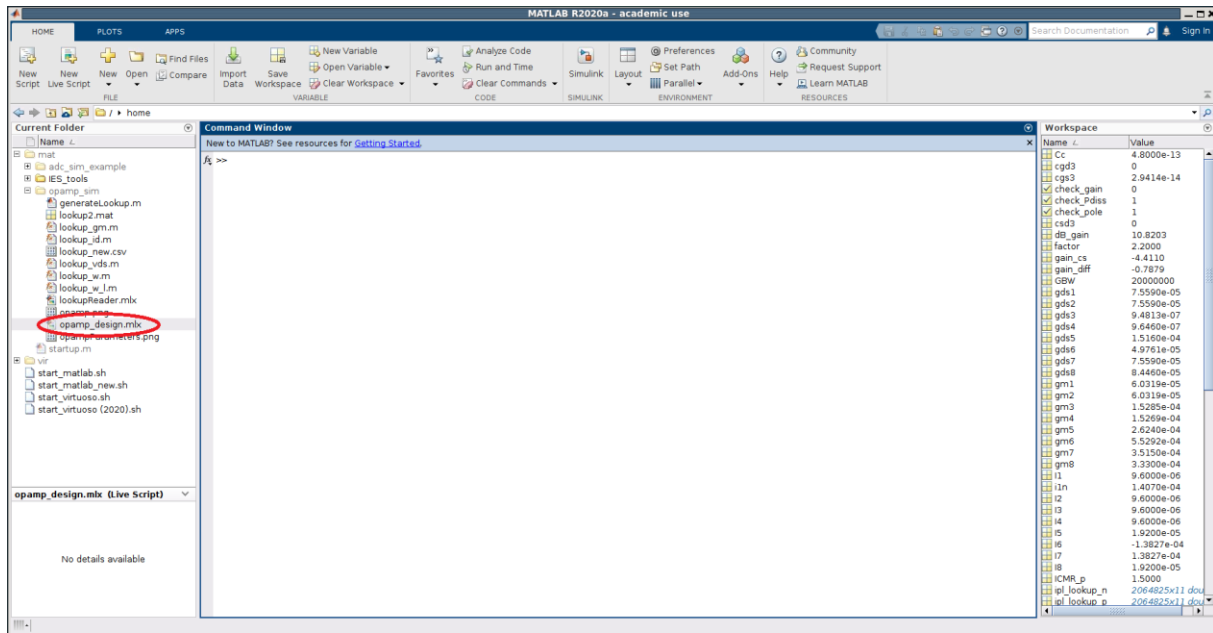 MATLAB R2020a - academic use
HOME PLOTS APPS
Search Documentation
Sign In
New Script
New Live Script
New
Open
Find Files
Compare
Import Data
Save Workspace
New Variable
Open Variable
Clear Workspace
Favorites
Analyze Code
Run and Time
Clear Commands
Simulink
Layout
Preferences
Set Path
Parallel
Add-Ons
Help
Community
Request Support
Learn MATLAB
FILE VARIABLE CODE SIMULINK ENVIRONMENT RESOURCES
/ home
Current Folder
Name
mat
adc_sim_example
IES_tools
opamp_sim
generateLookup.m
lookup2.mat
lookup_gm.m
lookup_id.m
lookup_new.csv
lookup_vds.m
lookup_w.m
lookup_w_l.m
lookupReader.mlx
opamp.png
opamp_design.mlx
opampParameters.png
startup.m
vir
start_matlab.sh
start_matlab_new.sh
start_virtuoso.sh
start_virtuoso (2020).sh
opamp_design.mlx (Live Script)
No details available
Command Window
New to MATLAB? See resources for Getting Started.
fx >>
Workspace
Name Value
Cc 4.8000e-13
cgd3 0
cgs3 2.9414e-14
check_gain 0
check_Pdiss 1
check_pole 1
csd3 0
dB_gain 10.8203
factor 2.2000
gain_cs -4.4110
gain_diff -0.7879
GBW 20000000
gds1 7.5590e-05
gds2 7.5590e-05
gds3 9.4813e-07
gds4 9.6460e-07
gds5 1.5160e-04
gds6 4.9761e-05
gds7 7.5590e-05
gds8 8.4460e-05
gm1 6.0319e-05
gm2 6.0319e-05
gm3 1.5285e-04
gm4 1.5269e-04
gm5 2.6240e-04
gm6 5.5292e-04
gm7 3.5150e-04
gm8 3.3300e-04
I1 9.6000e-06
i1n 1.4070e-04
I2 9.6000e-06
I3 9.6000e-06
I4 9.6000e-06
I5 1.9200e-05
I6 -1.3827e-04
I7 1.3827e-04
I8 1.9200e-05
ICMR_p 1.5000
ipl_lookup_n 2064825x11 dou
ipl_lookup_p 2064825x11 dou